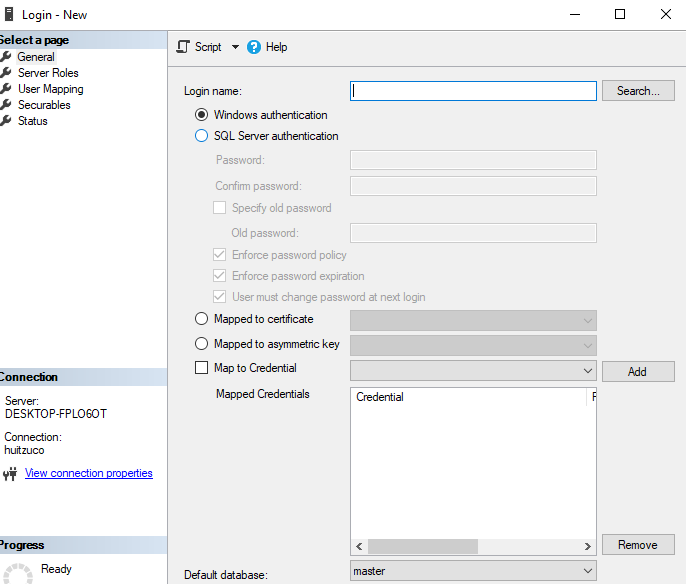 Login - New
Select a page
General
Server Roles
User Mapping
Securables
Status
Script Help
Login name: Search...
Windows authentication
SQL Server authentication
Password:
Confirm password:
Specify old password
Old password:
Enforce password policy
Enforce password expiration
User must change password at next login
Mapped to certificate
Mapped to asymmetric key
Map to Credential Add
Mapped Credentials Credential
Remove
Default database: master
Connection
Server:
DESKTOP-FPLO6OT
Connection:
huitzuco
View connection properties
Progress
Ready